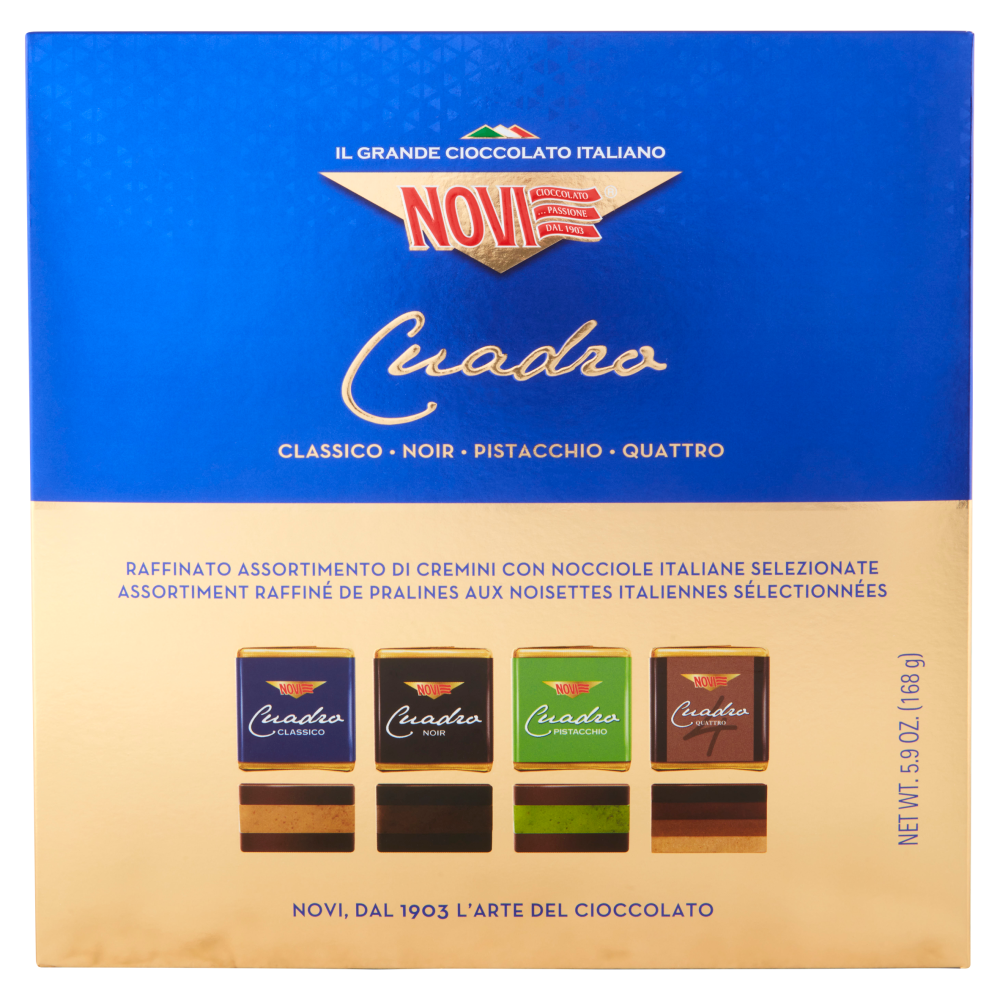 IL GRANDE CIOCCOLATO ITALIANO
NOVI
CIOCCOLATO
... PASSIONE
DAL 1903
®
Cuadro
CLASSICO • NOIR • PISTACCHIO • QUATTRO
RAFFINATO ASSORTIMENTO DI CREMINI CON NOCCIOLE ITALIANE SELEZIONATE
ASSORTIMENT RAFFINÉ DE PRALINES AUX NOISETTES ITALIENNES SÉLECTIONNÉES
NOVI
Cuadro
CLASSICO
NOVI
Cuadro
NOIR
NOVI
Cuadro
PISTACCHIO
NOVI
Cuadro
QUATTRO
4
NET WT. 5.9 OZ. (168 g)
NOVI, DAL 1903 L'ARTE DEL CIOCCOLATO